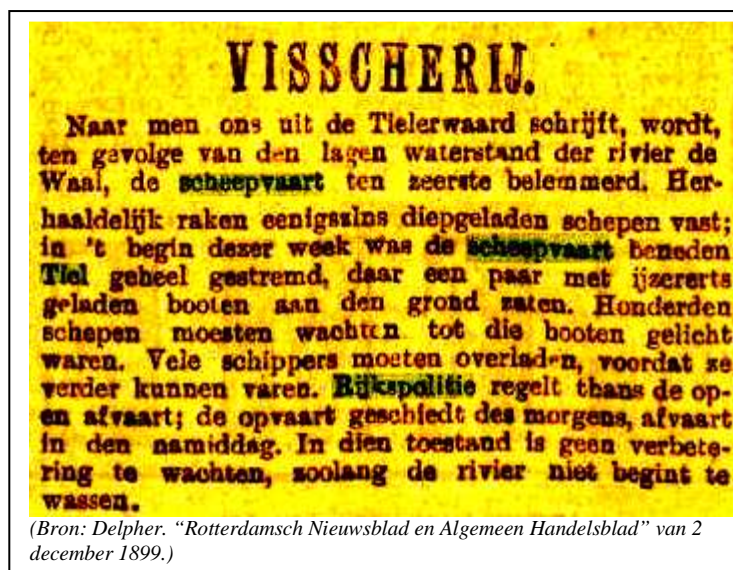 VISSCHERIJ.
Naar men ons uit de Tielerwaard schrijft, wordt,
ten gevolge van den lagen waterstand der rivier de
Waal, de scheepvaart ten zeerste belemmerd. Her-
haaldelijk raken eenigszins diepgeladen schepen vast;
in 't begin dezer week was de scheepvaart beneden
Tiel geheel gestremd, daar een paar met ijzererts
geladen booten aan den grond zaten. Honderden
schepen moesten wachten tot die booten gelicht
waren. Vele schippers moeten overladen, voordat ze
verder kunnen varen. Rijkspolitie regelt thans de op-
en afvaart; de opvaart geschiedt des morgens, afvaart
in den namiddag. In dien toestand is geen verbete-
ring te wachten, zoolang de rivier niet begint te
wassen.
(Bron: Delpher. “Rotterdamsch Nieuwsblad en Algemeen Handelsblad” van 2
december 1899.)